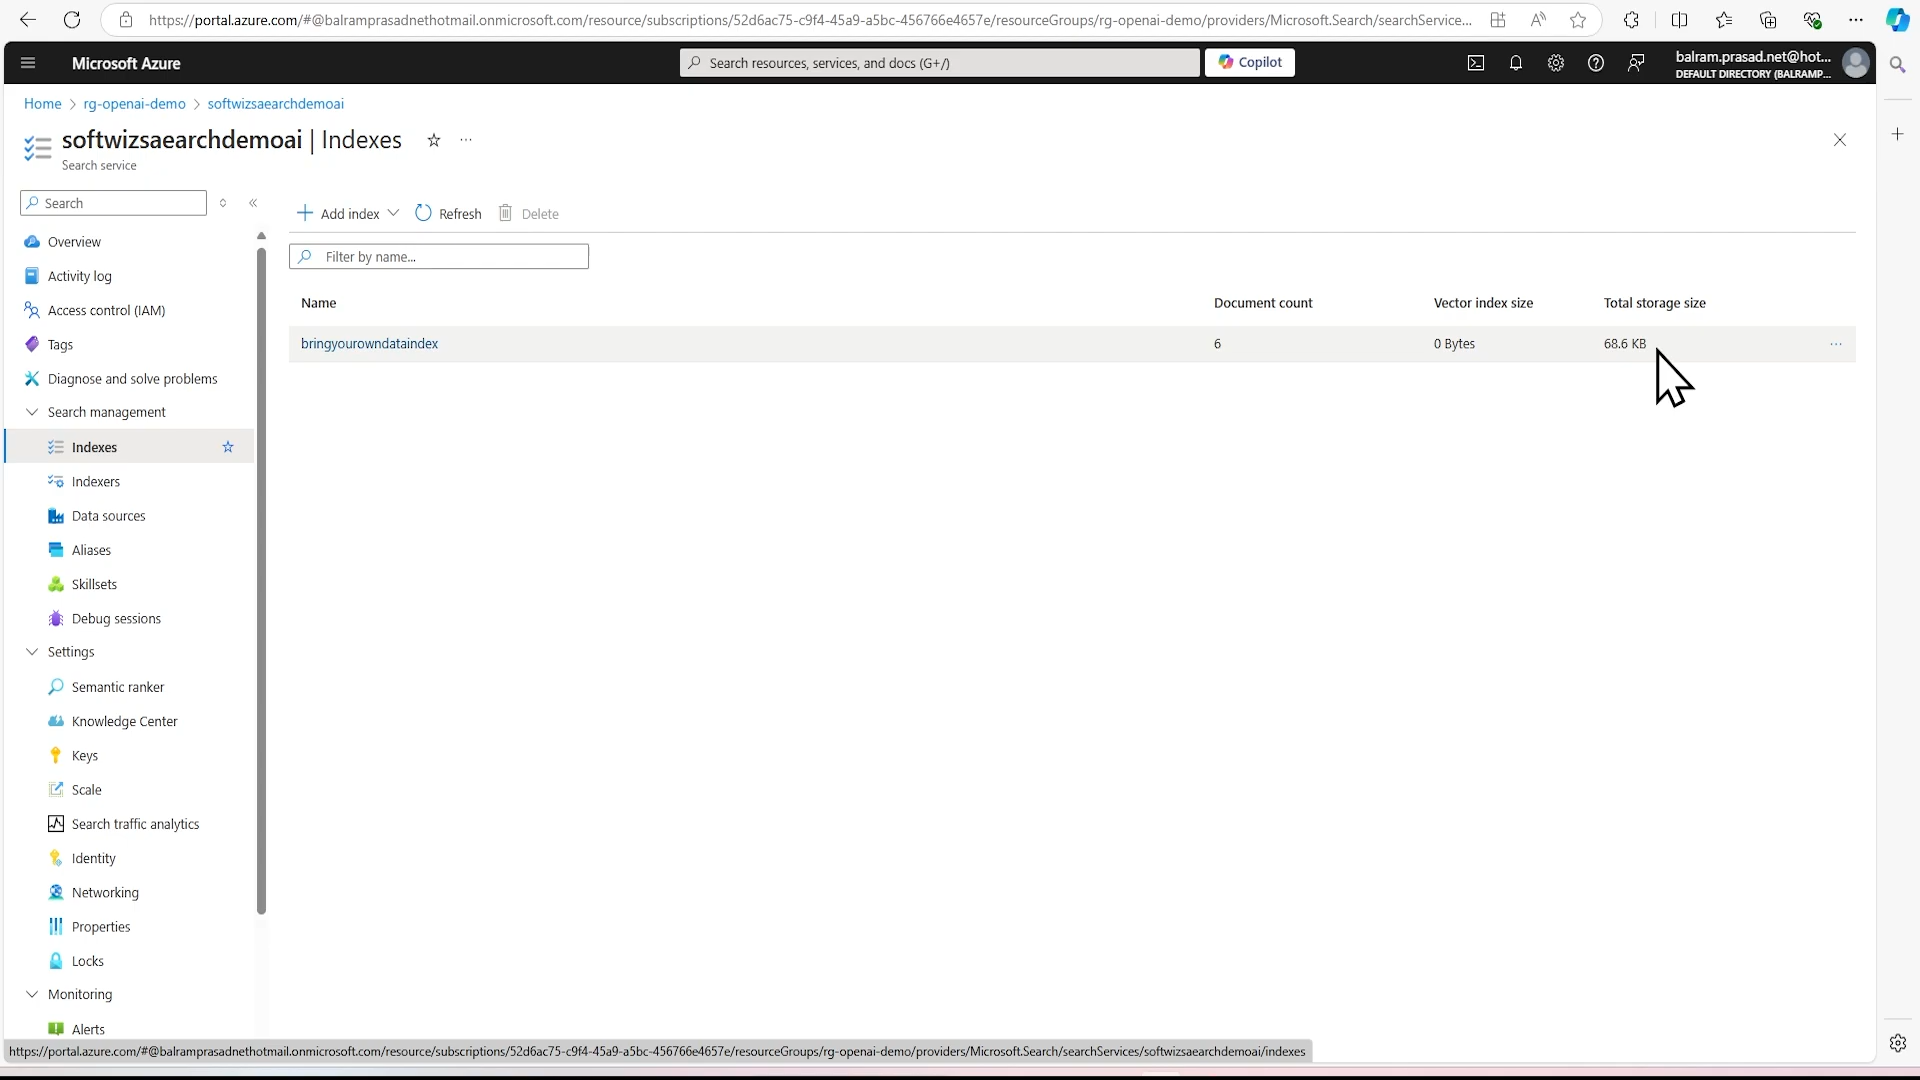 https://portal.azure.com/#@balramprasadnethotmail.onmicrosoft.com/resource/subscriptions/52d6ac75-c9f4-45a9-a5bc-456766e4657e/resourceGroups/rg-openai-demo/providers/Microsoft.Search/searchService...
Microsoft Azure
Search resources, services, and docs (G+/)
Copilot
balram.prasad.net@hot...
DEFAULT DIRECTORY (BALRAMP...
Home > rg-openai-demo > softwizsaearchdemoai
softwizsaearchdemoai | Indexes
Search service
Search
Add index
Refresh
Delete
Overview
Filter by name...
Activity log
Name
Document count
Vector index size
Total storage size
Access control (IAM)
bringyourowndataindex
6
0 Bytes
68.6 KB
Tags
Diagnose and solve problems
Search management
Indexes
Indexers
Data sources
Aliases
Skillsets
Debug sessions
Settings
Semantic ranker
Knowledge Center
Keys
Scale
Search traffic analytics
Identity
Networking
Properties
Locks
Monitoring
Alerts
https://portal.azure.com/#@balramprasadnethotmail.onmicrosoft.com/resource/subscriptions/52d6ac75-c9f4-45a9-a5bc-456766e4657e/resourceGroups/rg-openai-demo/providers/Microsoft.Search/searchServices/softwizsaearchdemoai/indexes